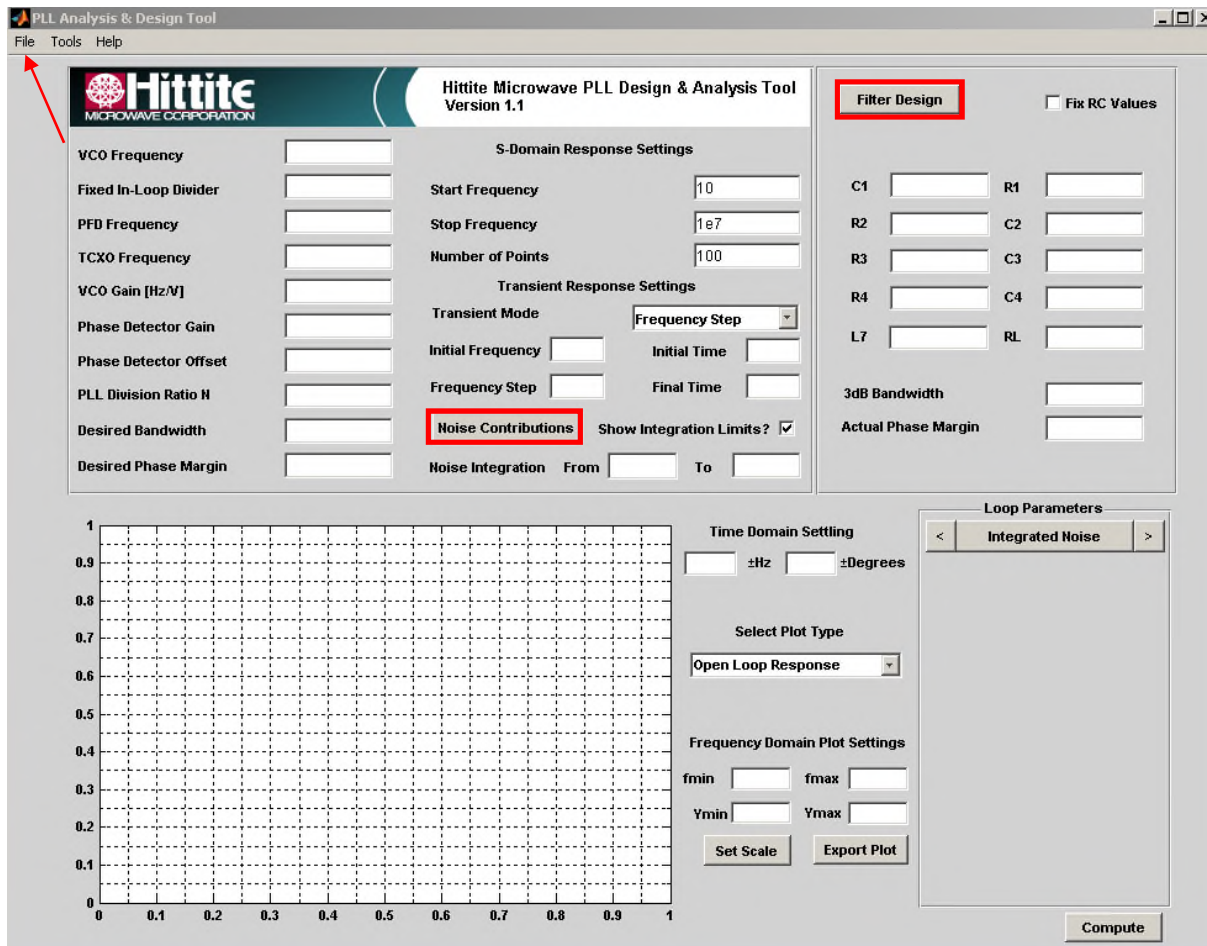 PLL Analysis & Design Tool
File Tools Help
Hittite
MICROWAVE CORPORATION
Hittite Microwave PLL Design & Analysis Tool
Version 1.1
VCO Frequency
Fixed In-Loop Divider
PFD Frequency
TCXO Frequency
VCO Gain [Hz/V]
Phase Detector Gain
Phase Detector Offset
PLL Division Ratio N
Desired Bandwidth
Desired Phase Margin
S-Domain Response Settings
Start Frequency 10
Stop Frequency 1e7
Number of Points 100
Transient Response Settings
Transient Mode Frequency Step
Initial Frequency Initial Time
Frequency Step Final Time
Noise Contributions Show Integration Limits?
Noise Integration From To
Filter Design Fix RC Values
C1 R1
R2 C2
R3 C3
R4 C4
L7 RL
3dB Bandwidth
Actual Phase Margin
1
0.9
0.8
0.7
0.6
0.5
0.4
0.3
0.2
0.1
0
0 0.1 0.2 0.3 0.4 0.5 0.6 0.7 0.8 0.9 1
Time Domain Settling
±Hz ±Degrees
Select Plot Type
Open Loop Response
Frequency Domain Plot Settings
fmin fmax
Ymin Ymax
Set Scale Export Plot
Loop Parameters
< Integrated Noise >
Compute